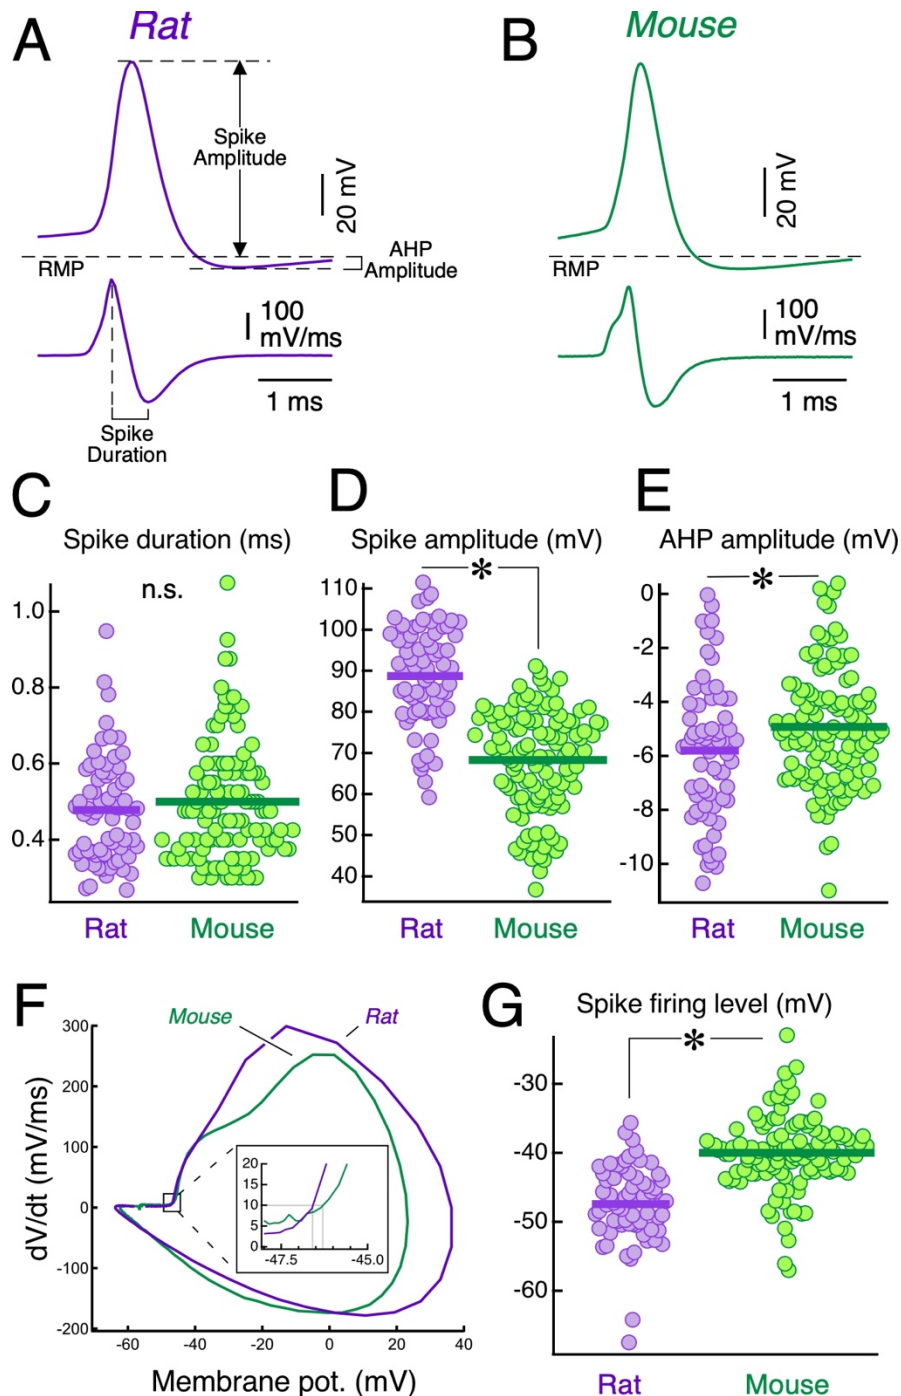 A
Rat
B
Mouse
Spike
Amplitude
20 mV
20 mV
RMP
AHP
Amplitude
RMP
100
mV/ms
100
mV/ms
1 ms
1 ms
Spike
Duration
C
D
E
Spike duration (ms)
Spike amplitude (mV)
AHP amplitude (mV)
n.s.
*
*
1.0
0.8
0.6
0.4
110
100
90
80
70
60
50
40
0
-2
-4
-6
-8
-10
Rat
Mouse
Rat
Mouse
Rat
Mouse
F
G
Mouse
Rat
Spike firing level (mV)
*
dV/dt (mV/ms)
300
200
100
0
-100
-200
20
15
10
5
0
-47.5
-45.0
-60
-40
-20
0
20
40
Membrane pot. (mV)
-30
-40
-50
-60
Rat
Mouse